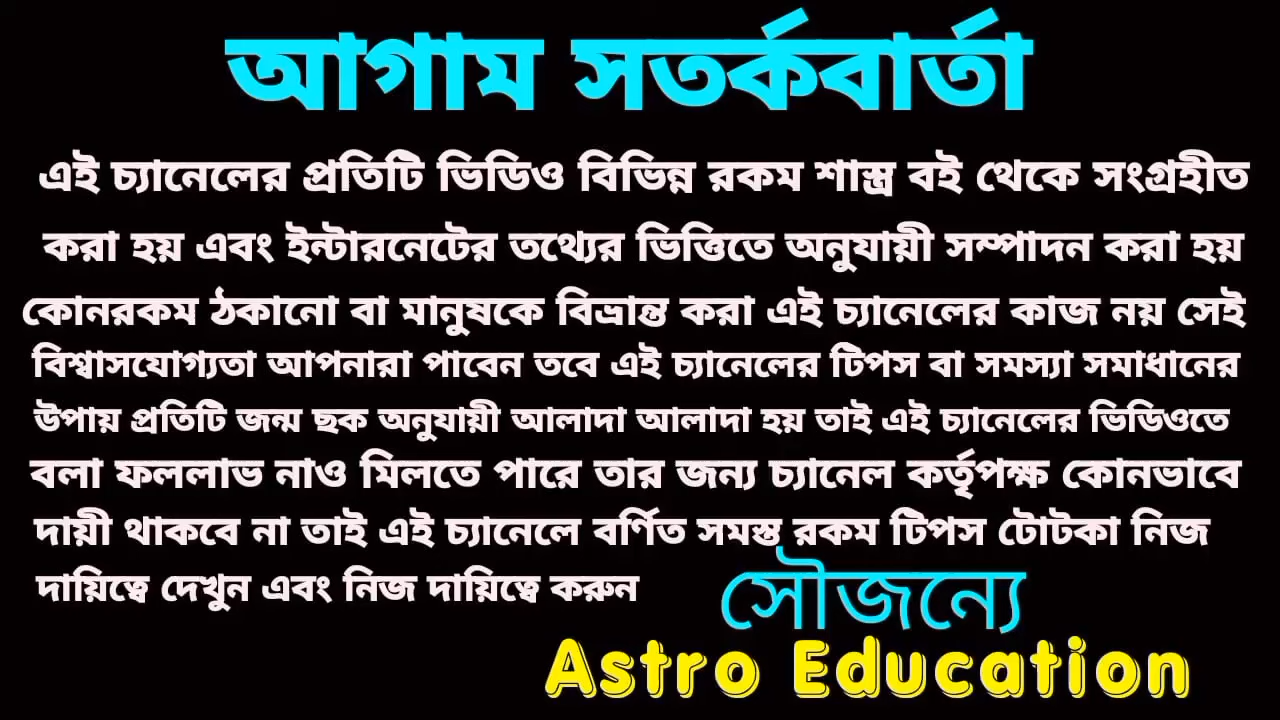 আগাম সতর্কবার্তা
এই চ্যানেলের প্রতিটি ভিডিও বিভিন্ন রকম শাস্ত্র বই থেকে সংগ্রহীত
করা হয় এবং ইন্টারনেটের তথ্যের ভিত্তিতে অনুযায়ী সম্পাদন করা হয়
কোনরকম ঠকানো বা মানুষকে বিভ্রান্ত করা এই চ্যানেলের কাজ নয় সেই
বিশ্বাসযোগ্যতা আপনারা পাবেন তবে এই চ্যানেলের টিপস বা সমস্যা সমাধানের
উপায় প্রতিটি জন্ম ছক অনুযায়ী আলাদা আলাদা হয় তাই এই চ্যানেলের ভিডিওতে
বলা ফললাভ নাও মিলতে পারে তার জন্য চ্যানেল কর্তৃপক্ষ কোনভাবে
দায়ী থাকবে না তাই এই চ্যানেলে বর্ণিত সমস্ত রকম টিপস টোটকা নিজ
দায়িত্বে দেখুন এবং নিজ দায়িত্বে করুন
সৌজন্যে
Astro Education